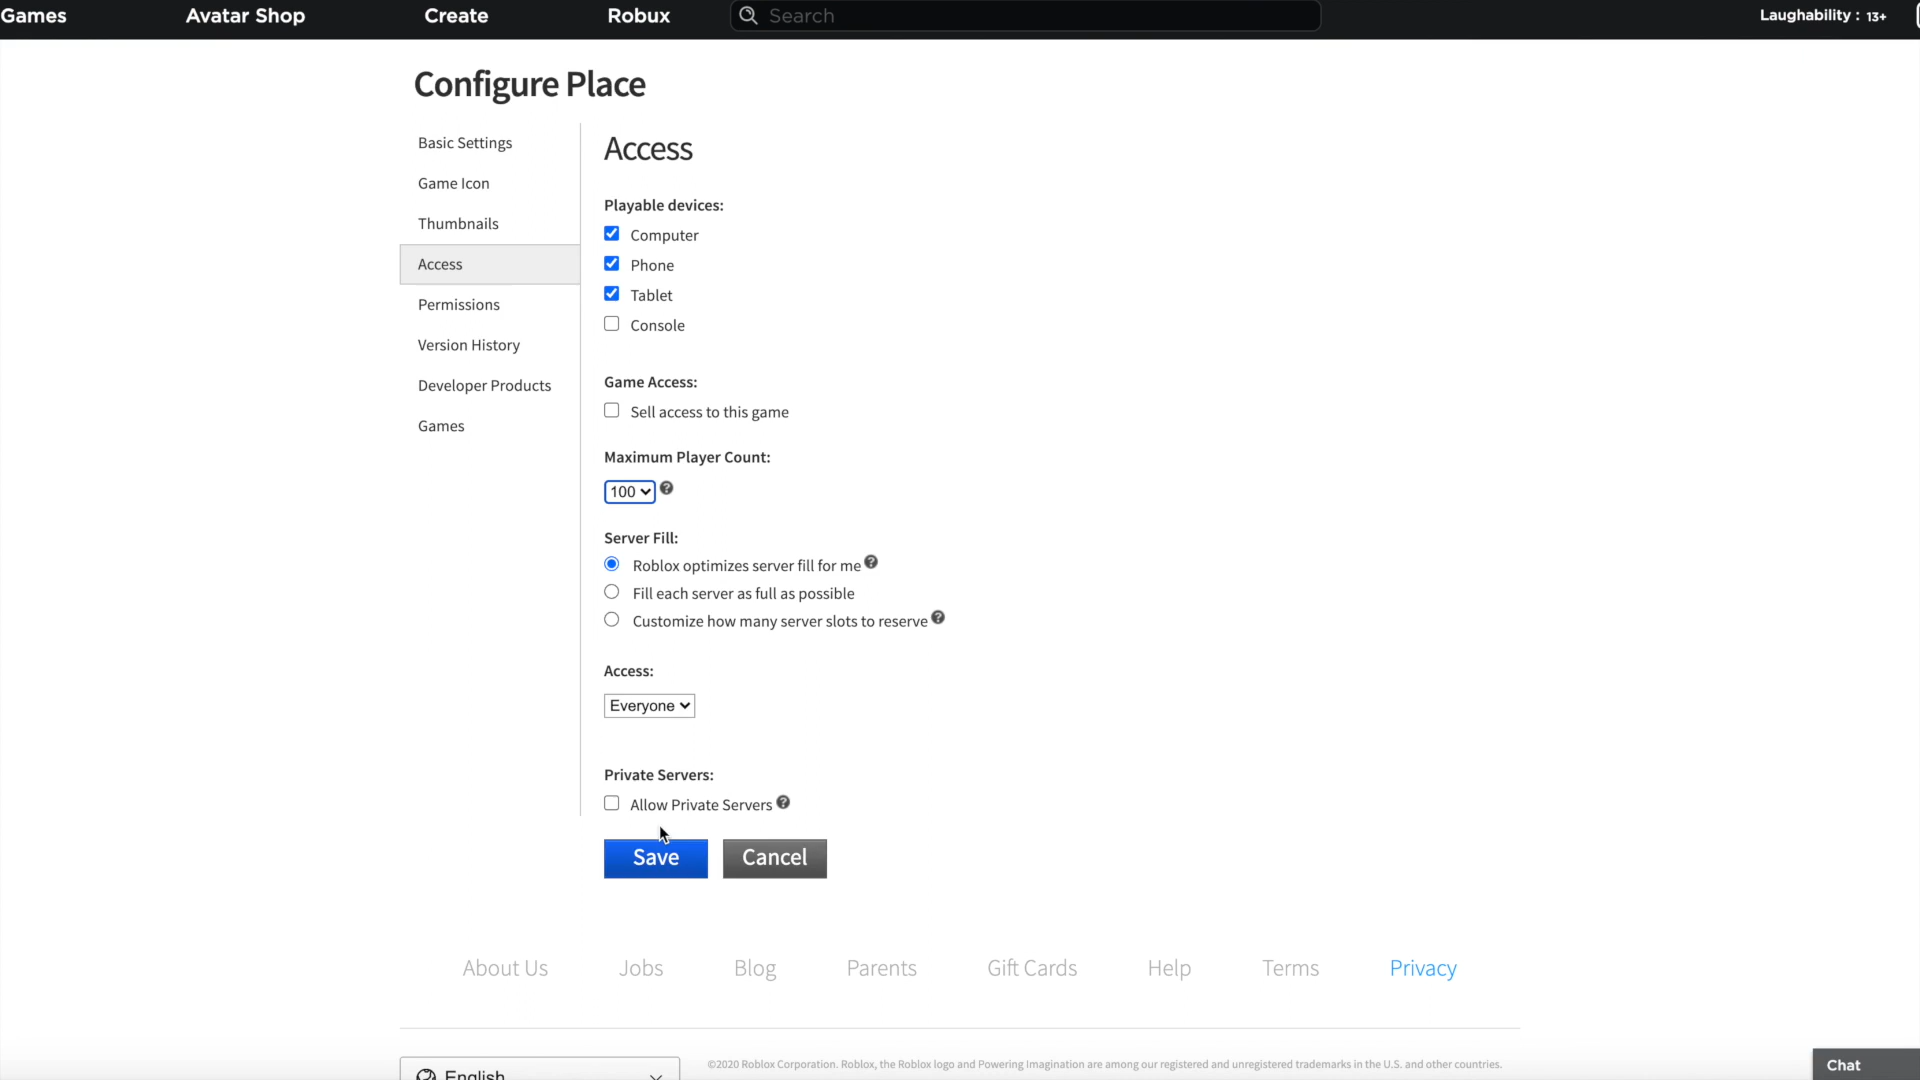 Games Avatar Shop Create Robux Search Laughability : 13+
Configure Place
Basic Settings
Game Icon
Thumbnails
Access
Permissions
Version History
Developer Products
Games
Access
Playable devices:
Computer
Phone
Tablet
Console
Game Access:
Sell access to this game
Maximum Player Count:
100
Server Fill:
Roblox optimizes server fill for me
Fill each server as full as possible
Customize how many server slots to reserve
Access:
Everyone
Private Servers:
Allow Private Servers
Save Cancel
About Us Jobs Blog Parents Gift Cards Help Terms Privacy
English
©2020 Roblox Corporation. Roblox, the Roblox logo and Powering Imagination are among our registered and unregistered trademarks in the U.S. and other countries.
Chat